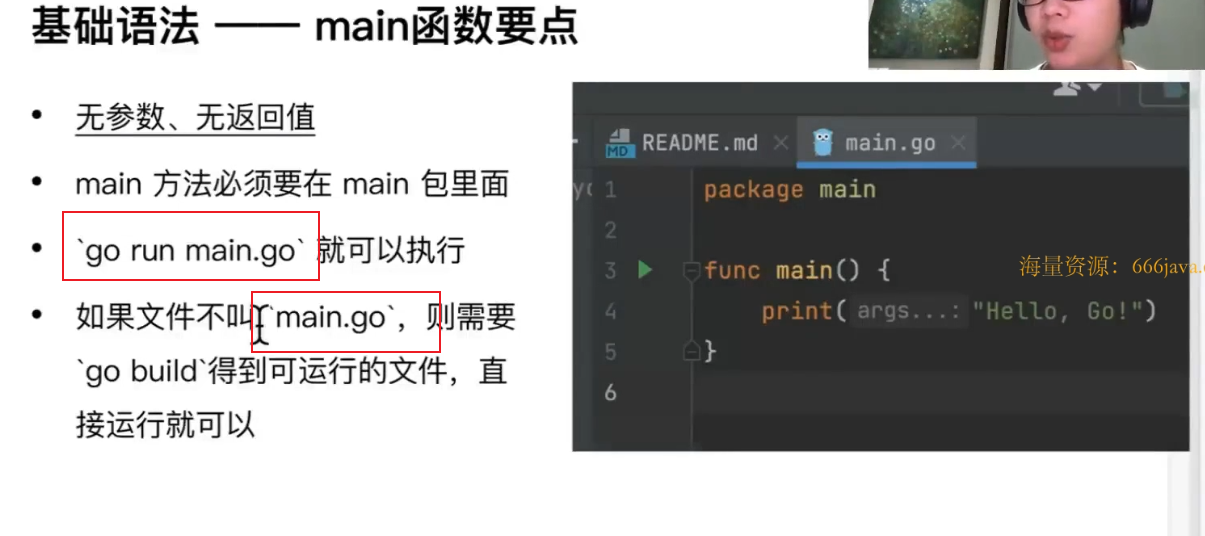 基础语法 —— main函数要点
• 无参数、无返回值
• main 方法必须要在 main 包里面
• `go run main.go` 就可以执行
• 如果文件不叫`main.go`，则需要
`go build`得到可运行的文件，直
接运行就可以
MD README.md × main.go ×
1 package main
2
3 func main() {
4 print( args...: "Hello, Go!")
5 }
6
海量资源：666java.